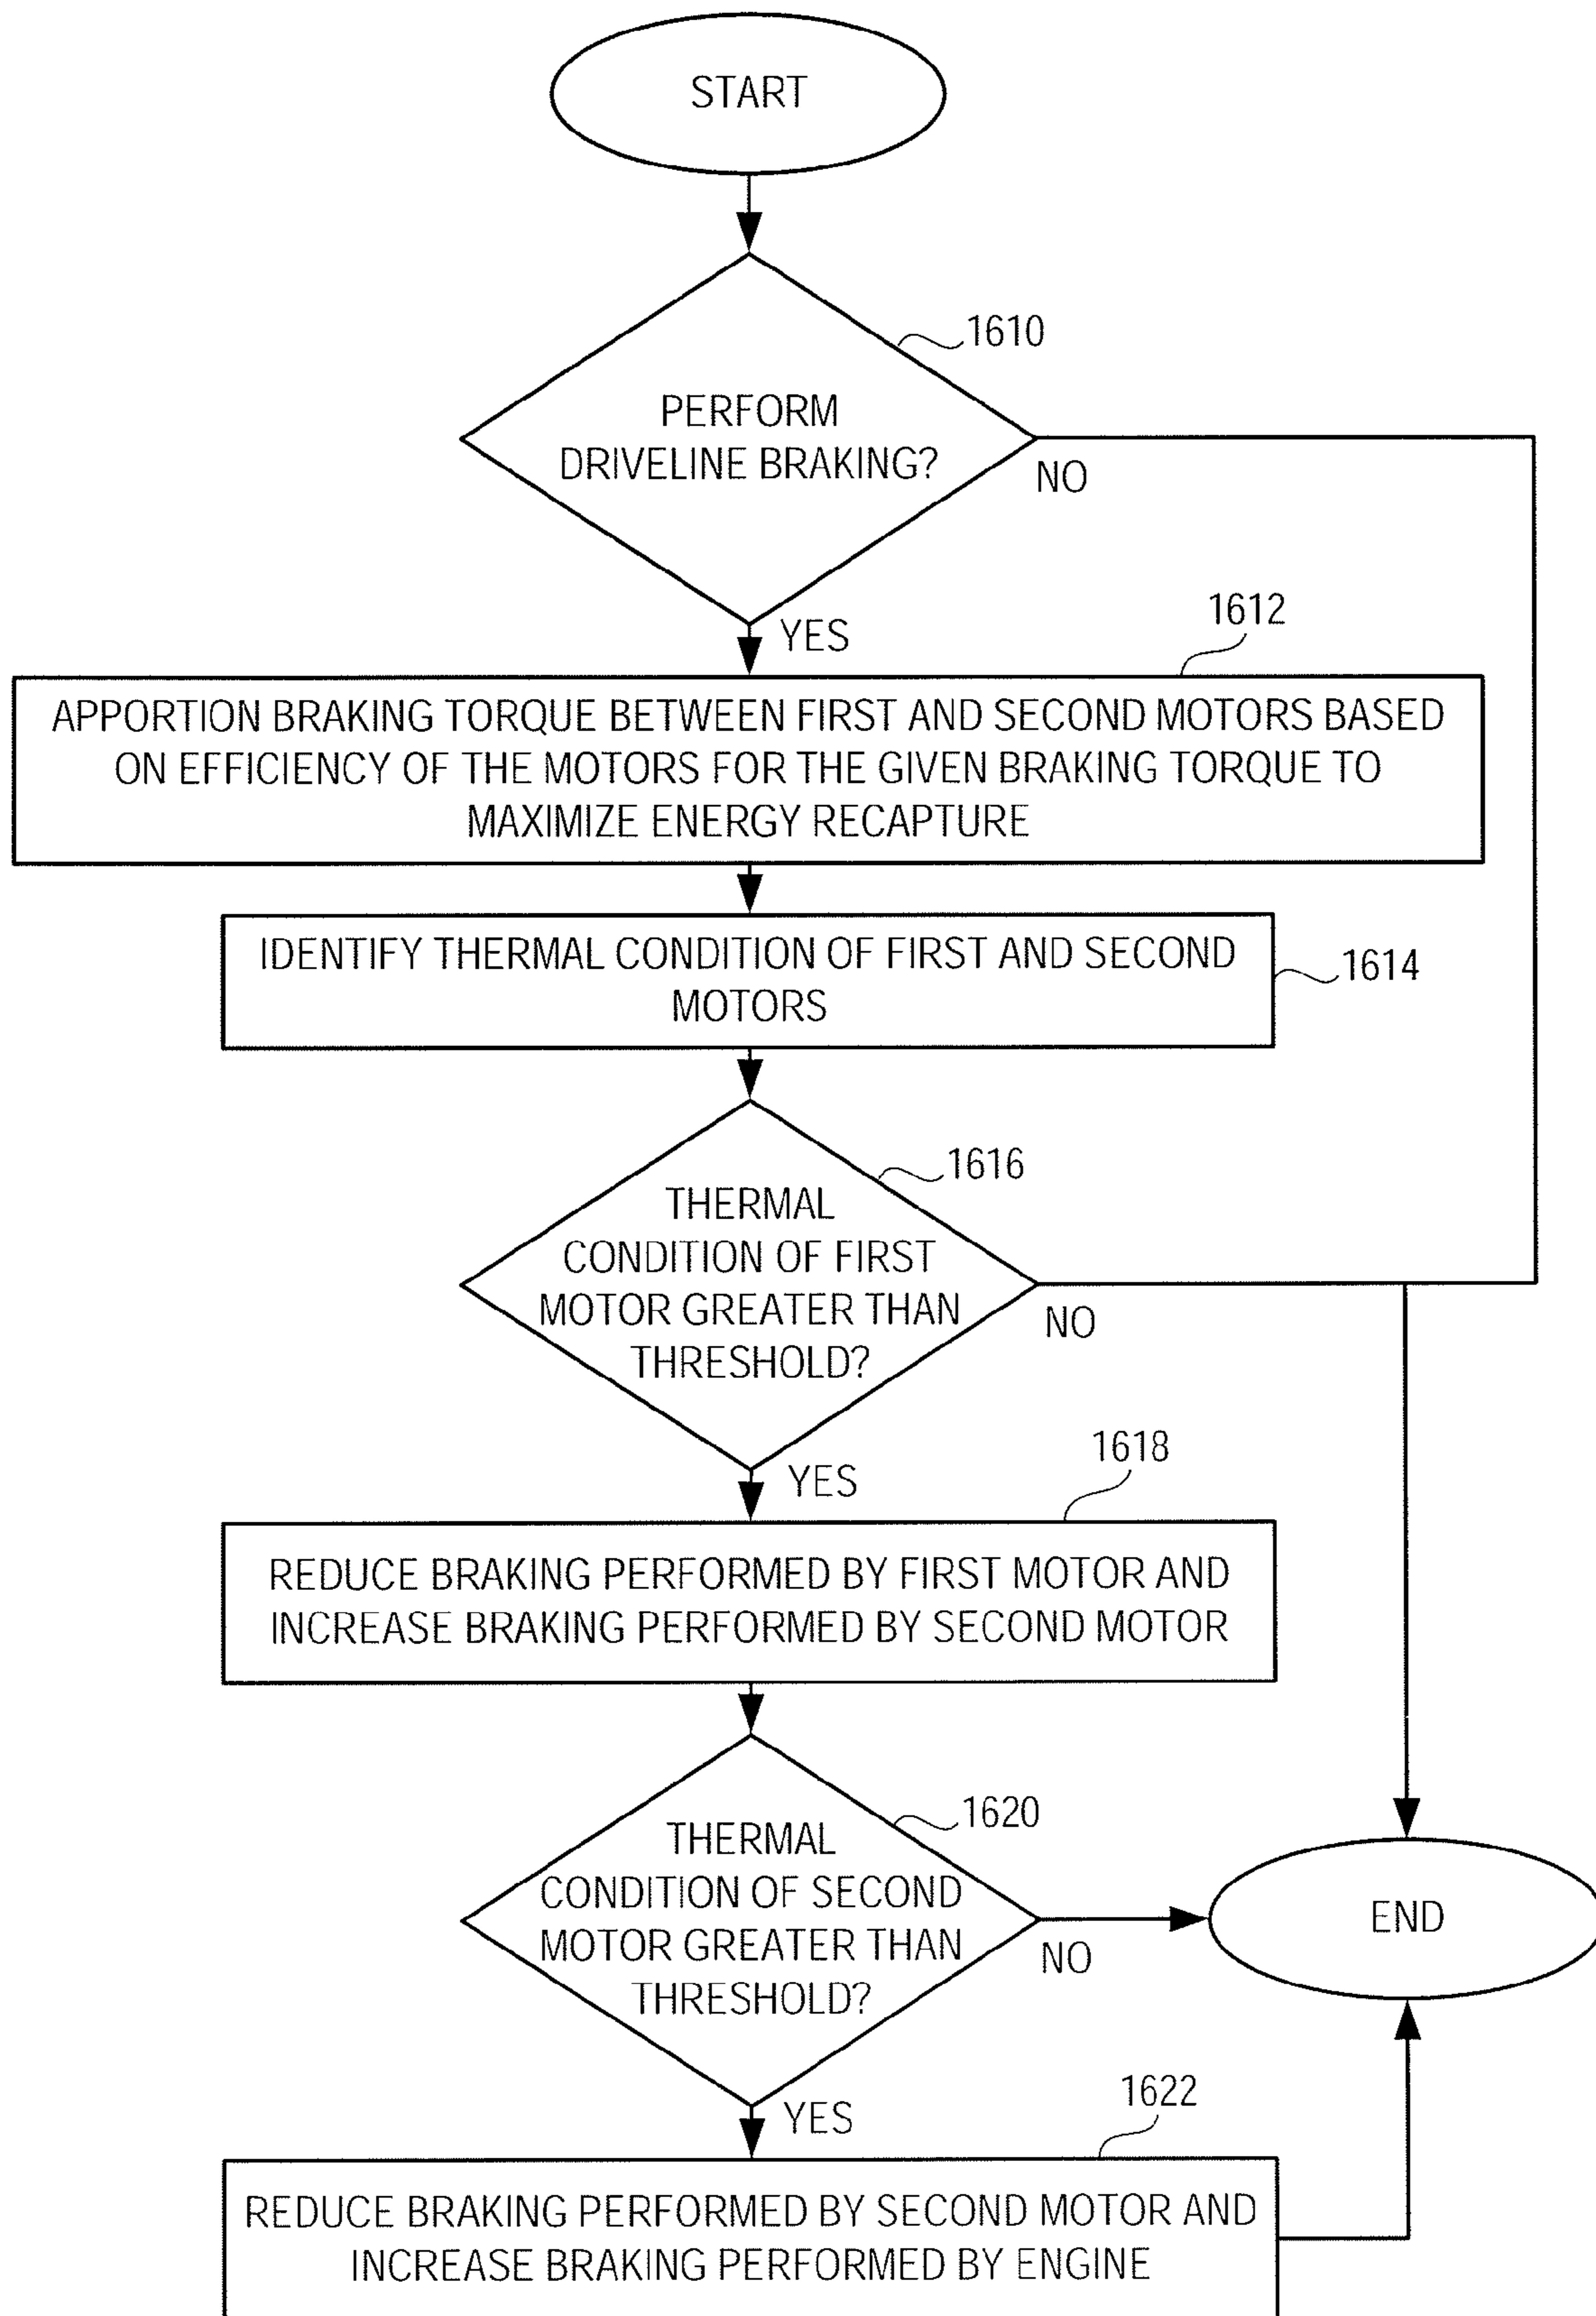 START
1610
PERFORM
DRIVELINE BRAKING?
NO
YES
1612
APPORTION BRAKING TORQUE BETWEEN FIRST AND SECOND MOTORS BASED
ON EFFICIENCY OF THE MOTORS FOR THE GIVEN BRAKING TORQUE TO
MAXIMIZE ENERGY RECAPTURE
IDENTIFY THERMAL CONDITION OF FIRST AND SECOND
MOTORS
1614
1616
THERMAL
CONDITION OF FIRST
MOTOR GREATER THAN
THRESHOLD?
NO
YES
1618
REDUCE BRAKING PERFORMED BY FIRST MOTOR AND
INCREASE BRAKING PERFORMED BY SECOND MOTOR
1620
THERMAL
CONDITION OF SECOND
MOTOR GREATER THAN
THRESHOLD?
NO
END
YES
1622
REDUCE BRAKING PERFORMED BY SECOND MOTOR AND
INCREASE BRAKING PERFORMED BY ENGINE